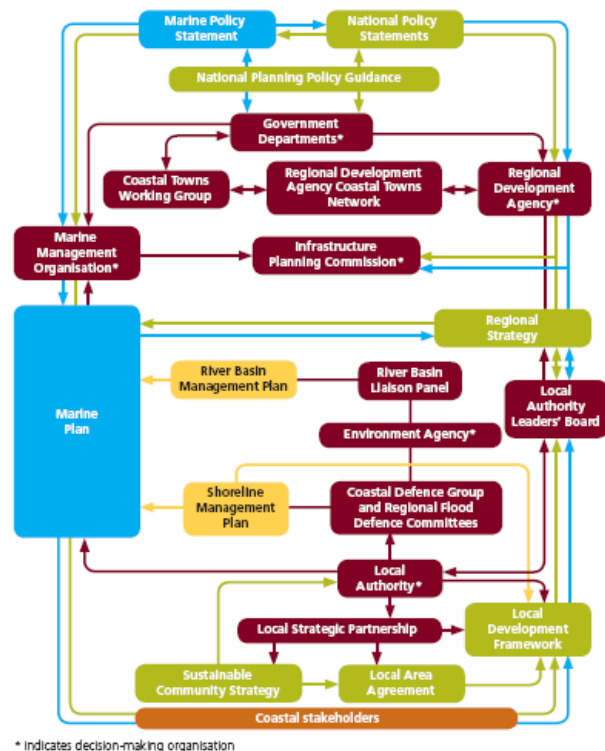 Marine Policy
Statement
National Policy
Statements
National Planning Policy Guidance
Government
Departments*
Coastal Towns
Working Group
Regional Development
Agency Coastal Towns
Network
Regional
Development
Agency*
Marine
Management
Organisation*
Infrastructure
Planning Commission*
Regional
Strategy
River Basin
Management Plan
River Basin
Liaison Panel
Marine
Plan
Local
Authority
Leaders' Board
Environment Agency*
Shoreline
Management
Plan
Coastal Defence Group
and Regional Flood
Defence Committees
Local
Authority*
Local Strategic Partnership
Local
Development
Framework
Sustainable
Community Strategy
Local Area
Agreement
Coastal stakeholders
* Indicates decision-making organisation